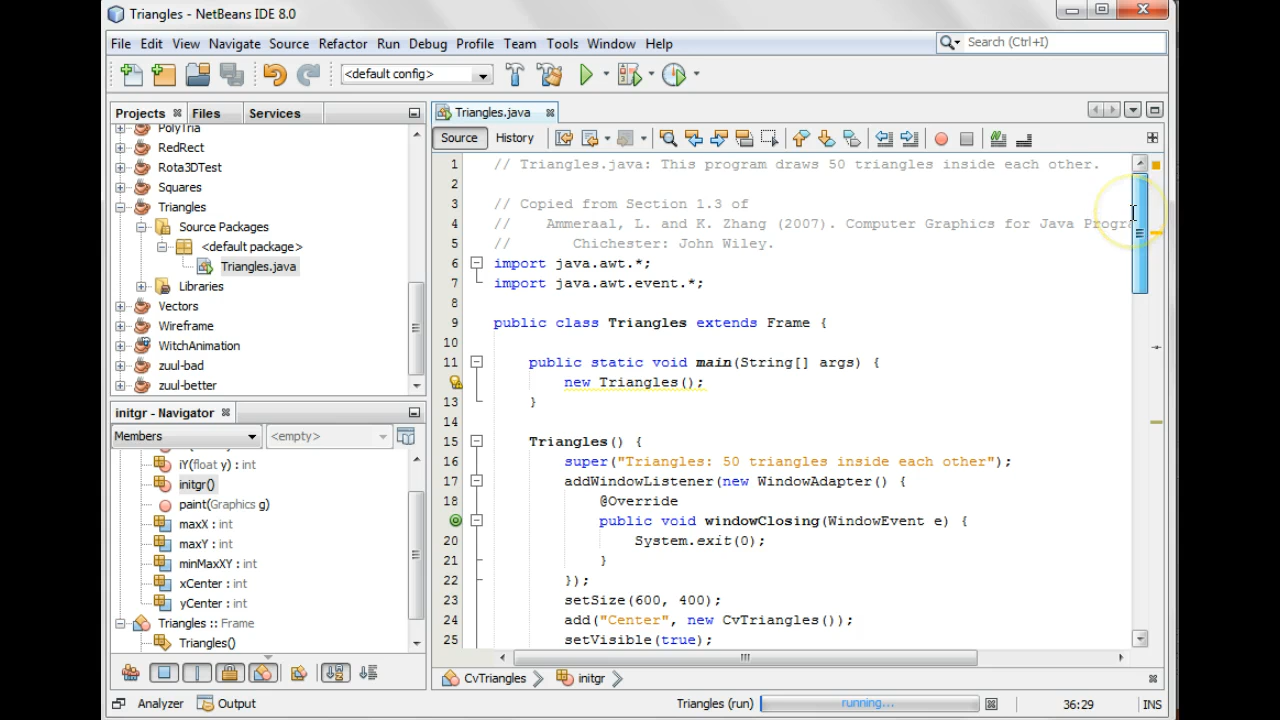 Triangles - NetBeans IDE 8.0
File Edit View Navigate Source Refactor Run Debug Profile Team Tools Window Help
Search (Ctrl+I)
<default config>
Projects Files Services
PolyTria
RedRect
Rota3DTest
Squares
Triangles
Source Packages
<default package>
Triangles.java
Libraries
Vectors
Wireframe
WitchAnimation
zuul-bad
zuul-better
initgr - Navigator
Members
<empty>
iY(float y) : int
initgr()
paint(Graphics g)
maxX : int
maxY : int
minMaxXY : int
xCenter : int
yCenter : int
Triangles :: Frame
Triangles()
Triangles.java
Source History
1 // Triangles.java: This program draws 50 triangles inside each other.
2
3 // Copied from Section 1.3 of
4 // Ammeraal, L. and K. Zhang (2007). Computer Graphics for Java Progra
5 // Chichester: John Wiley.
6 import java.awt.*;
7 import java.awt.event.*;
8
9 public class Triangles extends Frame {
10
11 public static void main(String[] args) {
new Triangles();
13 }
14
15 Triangles() {
16 super("Triangles: 50 triangles inside each other");
17 addWindowListener(new WindowAdapter() {
18 @Override
public void windowClosing(WindowEvent e) {
20 System.exit(0);
21 }
22 });
23 setSize(600, 400);
24 add("Center", new CvTriangles());
25 setVisible(true);
CvTriangles initgr
Analyzer Output
Triangles (run) running... 36:29 INS